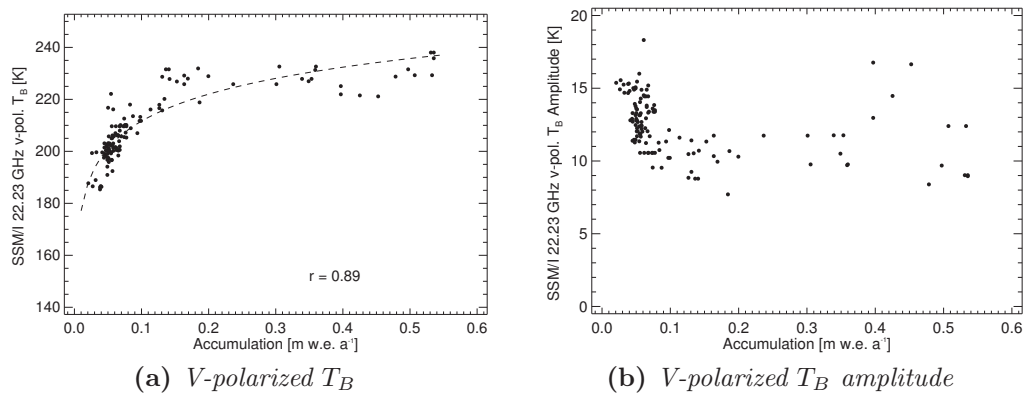 240
220
200
180
160
140
SSM/I 22.23 GHz v-pol. T_B [K]
r = 0.89
0.0 0.1 0.2 0.3 0.4 0.5 0.6
Accumulation [m w.e. a⁻¹]
(a) V-polarized T_B
20
15
10
5
0
SSM/I 22.23 GHz v-pol. T_B Amplitude [K]
0.0 0.1 0.2 0.3 0.4 0.5 0.6
Accumulation [m w.e. a⁻¹]
(b) V-polarized T_B amplitude